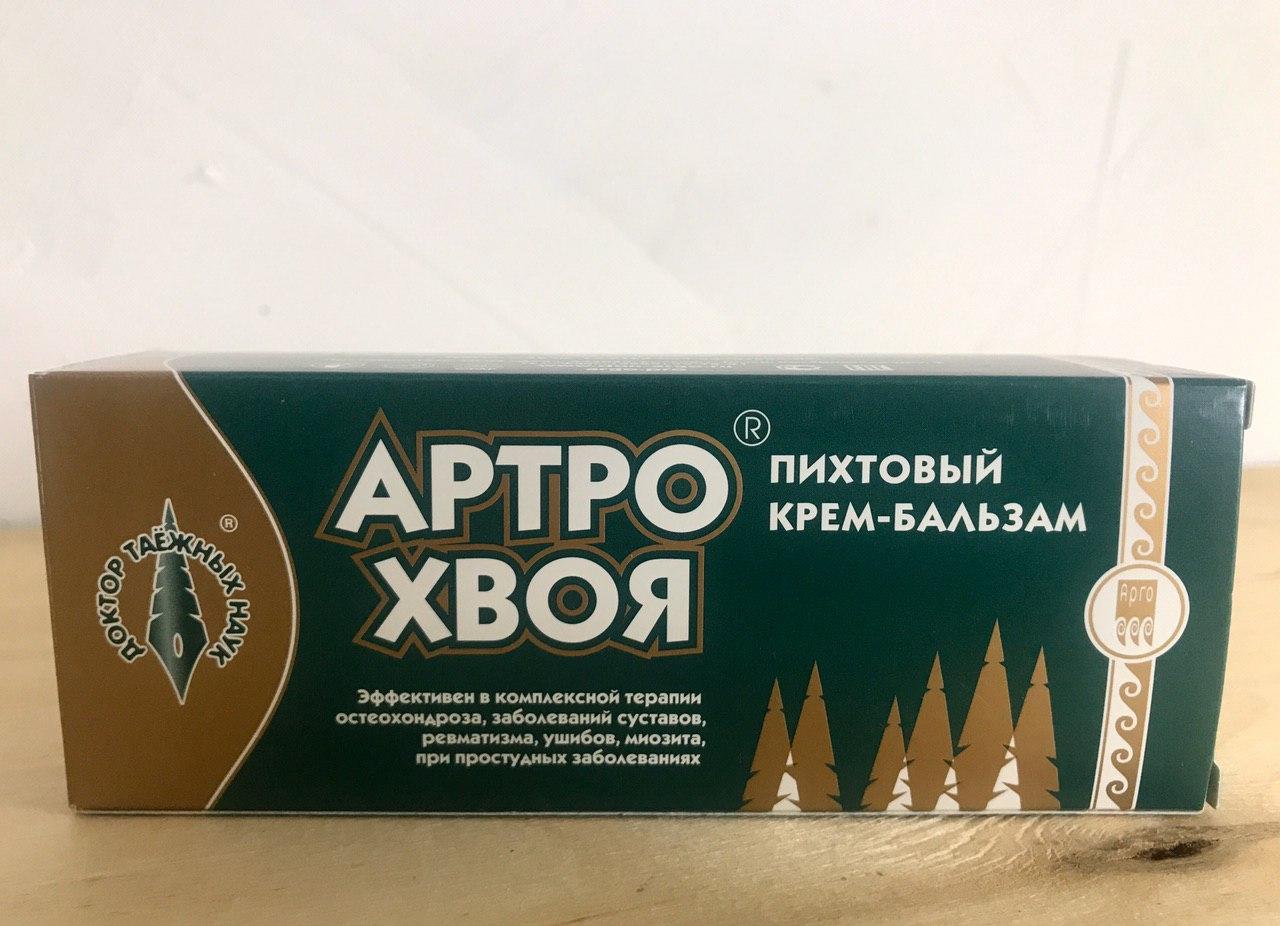 АРТРО
ХВОЯ
®
ПИХТОВЫЙ
КРЕМ-БАЛЬЗАМ
ДОКТОР ТАЁЖНЫХ НАУК
®
Эффективен в комплексной терапии
остеохондроза, заболеваний суставов,
ревматизма, ушибов, миозита,
при простудных заболеваниях
Арго